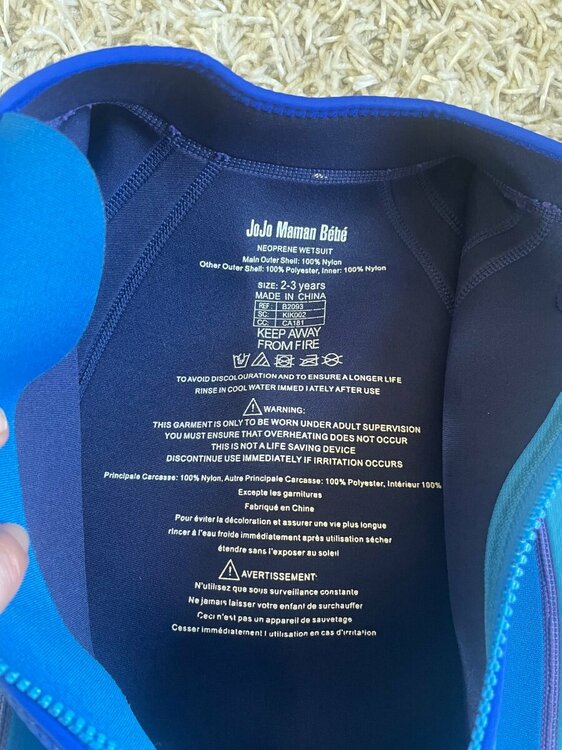 JoJo Maman Bébé
NEOPRENE WETSUIT
Main Outer Shell: 100% Nylon
Other Outer Shell: 100% Polyester, Inner: 100% Nylon
SIZE: 2-3 years
MADE IN CHINA
REF: B2093
SC: KIK002
CC: CA181
KEEP AWAY
FROM FIRE
TO AVOID DISCOLOURATION AND TO ENSURE A LONGER LIFE
RINSE IN COOL WATER IMMEDIATELY AFTER USE
WARNING:
THIS GARMENT IS ONLY TO BE WORN UNDER ADULT SUPERVISION
YOU MUST ENSURE THAT OVERHEATING DOES NOT OCCUR
THIS IS NOT A LIFE SAVING DEVICE
DISCONTINUE USE IMMEDIATELY IF IRRITATION OCCURS
Principale Carcasse: 100% Nylon, Autre Principale Carcasse: 100% Polyester, Intérieur 100%
Excepte les garnitures
Fabriqué en Chine
Pour éviter la décoloration et assurer une vie plus longue
rincer à l'eau froide immédiatement après utilisation sécher
étendre sans l'exposer au soleil
AVERTISSEMENT:
N'utilisez que sous surveillance constante
Ne jamais laisser votre enfant de surchauffer
Ceci n'est pas un appareil de sauvetage
Cesser immédiatement l utilisation en cas d'irritation